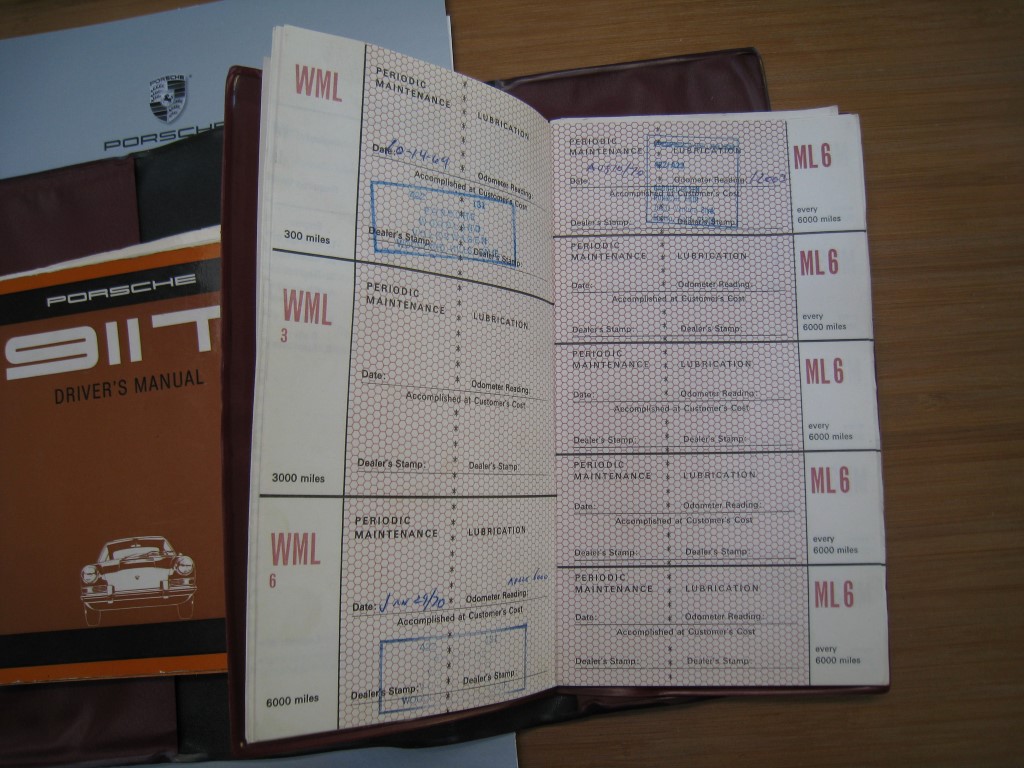 PORSCHE
PORSCHE
PORSCHE
911T
DRIVER'S MANUAL
WML
300 miles
PERIODIC
MAINTENANCE
LUBRICATION
Date: 10-14-69
Odometer Reading:
Accomplished at Customer's Cost
Dealer's Stamp:
Dealer's Stamp:
WML
3
3000 miles
PERIODIC
MAINTENANCE
LUBRICATION
Date:
Odometer Reading:
Accomplished at Customer's Cost
Dealer's Stamp:
Dealer's Stamp:
WML
6
6000 miles
PERIODIC
MAINTENANCE
LUBRICATION
Date: Jan 29/70
Odometer Reading:
Accomplished at Customer's Cost
Dealer's Stamp:
Dealer's Stamp:
PERIODIC
MAINTENANCE
LUBRICATION
Date: Aug 10/70
Odometer Reading: 12003
Accomplished at Customer's Cost
Dealer's Stamp:
Dealer's Stamp:
ML 6
every
6000 miles
PERIODIC
MAINTENANCE
LUBRICATION
Date:
Odometer Reading:
Accomplished at Customer's Cost
Dealer's Stamp:
Dealer's Stamp:
ML 6
every
6000 miles
PERIODIC
MAINTENANCE
LUBRICATION
Date:
Odometer Reading:
Accomplished at Customer's Cost
Dealer's Stamp:
Dealer's Stamp:
ML 6
every
6000 miles
PERIODIC
MAINTENANCE
LUBRICATION
Date:
Odometer Reading:
Accomplished at Customer's Cost
Dealer's Stamp:
Dealer's Stamp:
ML 6
every
6000 miles
PERIODIC
MAINTENANCE
LUBRICATION
Date:
Odometer Reading:
Accomplished at Customer's Cost
Dealer's Stamp:
Dealer's Stamp:
ML 6
every
6000 miles